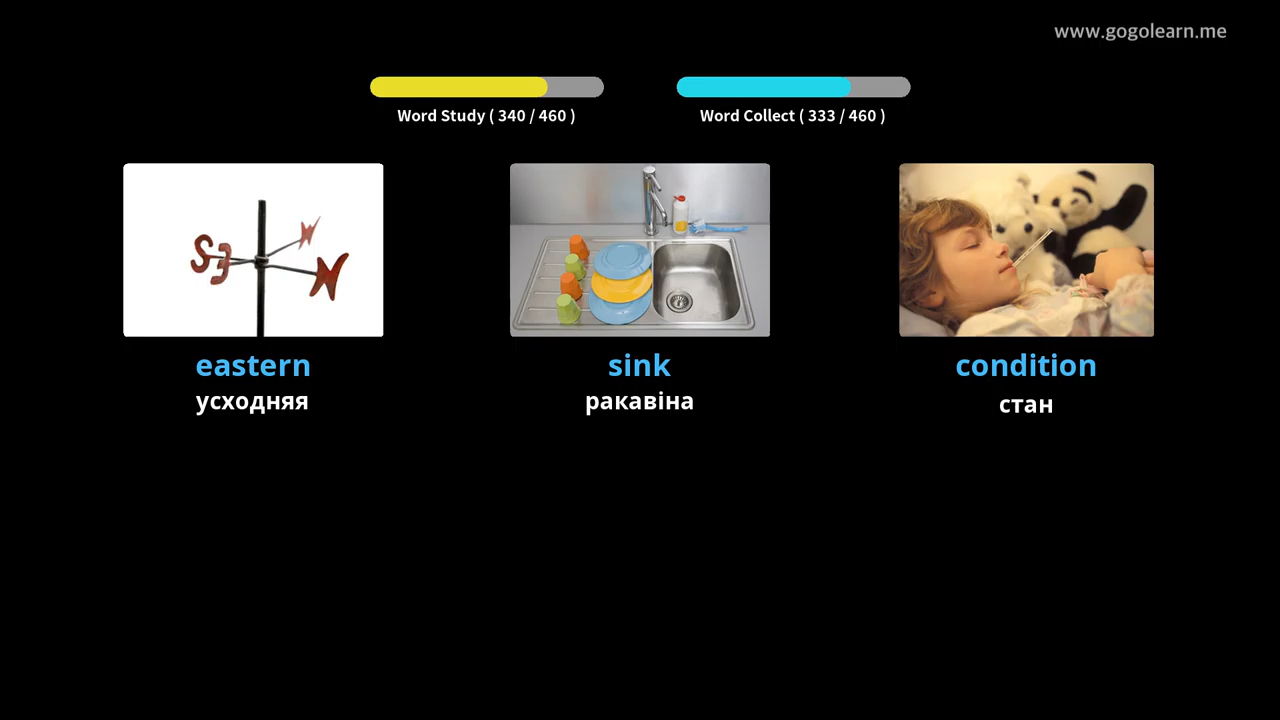 www.gogolearn.me
Word Study ( 340 / 460 )
Word Collect ( 333 / 460 )
eastern
sink
condition
усходняя
ракавіна
стан